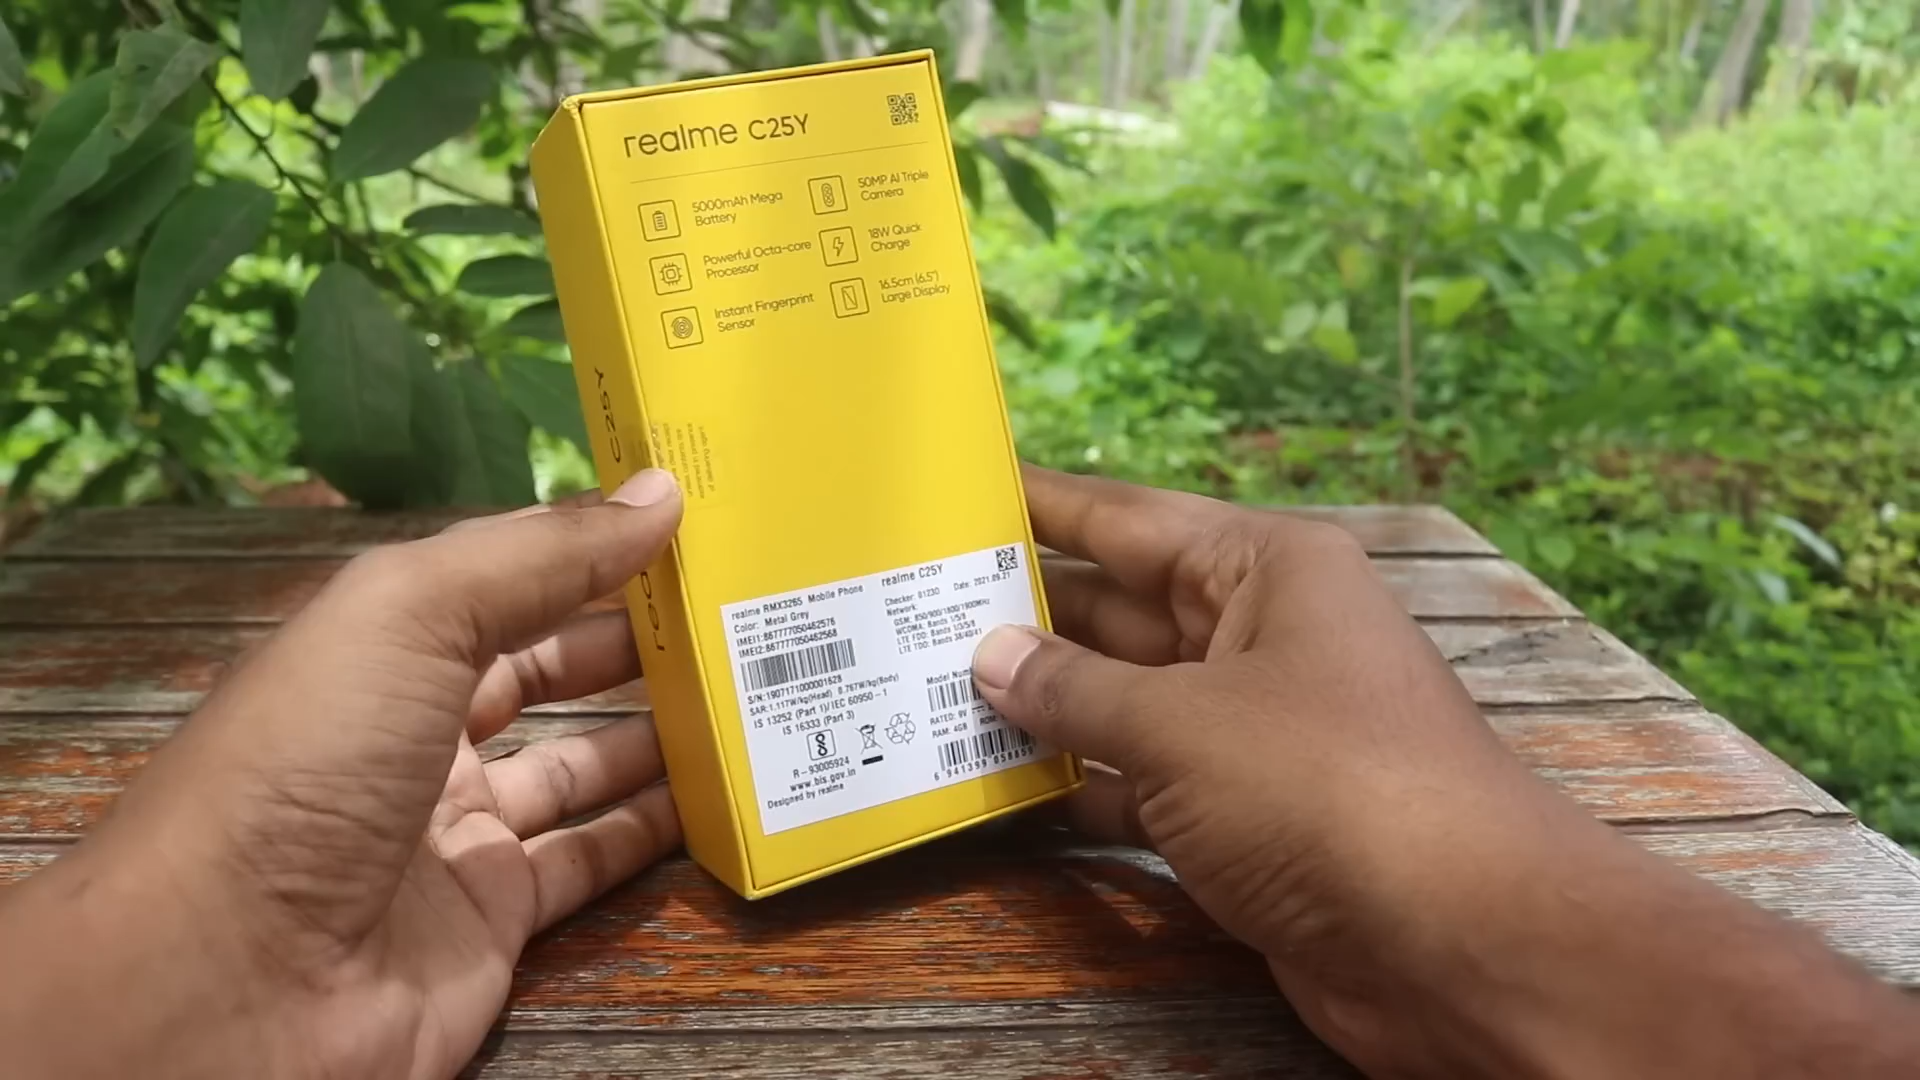 realme C25Y
5000mAh Mega
Battery
50MP AI Triple
Camera
Powerful Octa-core
Processor
18W Quick
Charge
Instant Fingerprint
Sensor
16.5cm (6.5")
Large Display
C25Y
realme RMX3265 Mobile Phone
Color: Metal Grey
IMEI1:867777050462576
IMEI2:867777050462568
S/N:1907171000001628
SAR:1.117W/kg(Head) 0.767W/kg(Body)
IS 13252 (Part 1)/IEC 60950-1
IS 16333 (Part 3)
R-93005924
www.bis.gov.in
Designed by realme
realme C25Y
Checker: 01230 Date: 2021.09.21
Network:
GSM: 850/900/1800/1900MHz
WCDMA: Bands 1/5/8
LTE FDD: Bands 1/3/5/8
LTE TDD: Bands 38/40/41
Model
RATED: 9V
RAM: 4GB ROM:
6 941399 058859